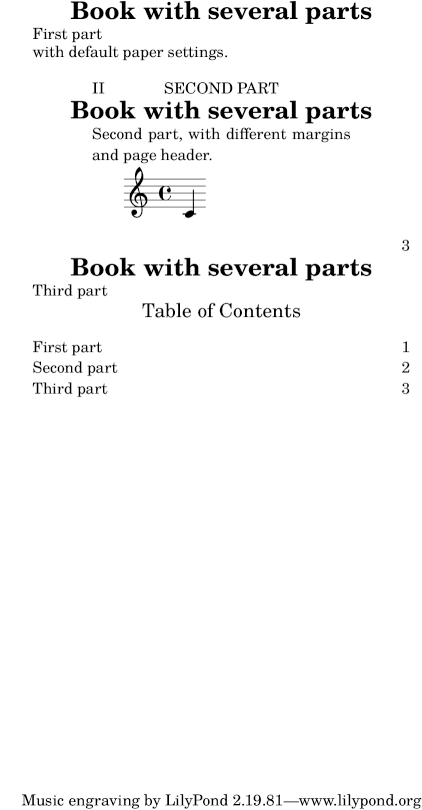 Book with several parts
First part
with default paper settings.
II SECOND PART
Book with several parts
Second part, with different margins
and page header.
3
Book with several parts
Third part
Table of Contents
First part 1
Second part 2
Third part 3
Music engraving by LilyPond 2.19.81—www.lilypond.org